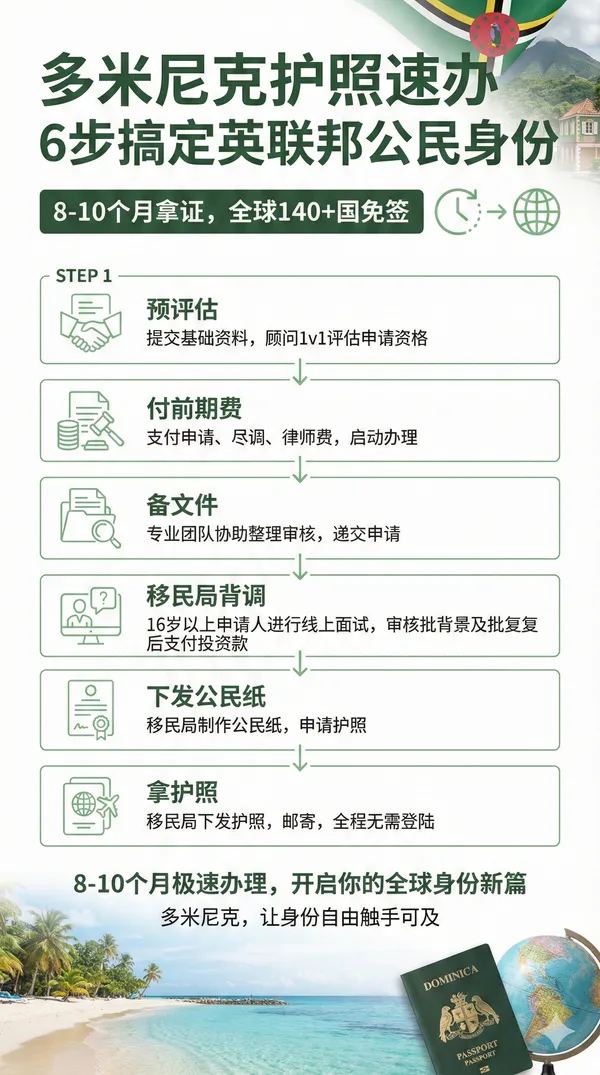 多米尼克护照速办
6步搞定英联邦公民身份
8-10个月拿证，全球140+国免签
STEP 1
预评估
提交基础资料，顾问1v1评估申请资格
付前期费
支付申请、尽调、律师费，启动办理
备文件
专业团队协助整理审核，递交申请
移民局背调
16岁以上申请人进行线上面试，审核批背景及批复复
后支付投资款
下发公民纸
移民局制作公民纸，申请护照
拿护照
移民局下发护照，邮寄，全程无需登陆
8-10个月极速办理，开启你的全球身份新篇
多米尼克，让身份自由触手可及
DOMINICA
PASSPORT
PASSPORT